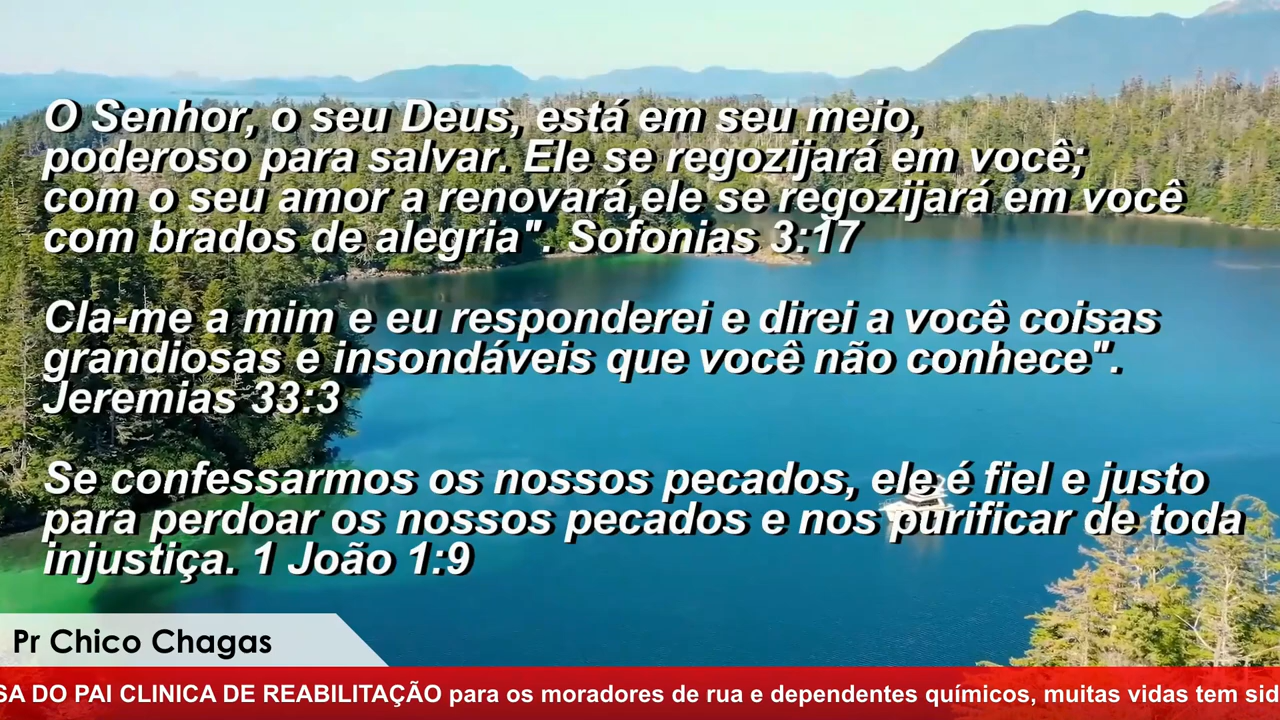 O Senhor, o seu Deus, está em seu meio,
poderoso para salvar. Ele se regozijará em você;
com o seu amor a renovará,ele se regozijará em você
com brados de alegria". Sofonias 3:17
Cla-me a mim e eu responderei e direi a você coisas
grandiosas e insondáveis que você não conhece".
Jeremias 33:3
Se confessarmos os nossos pecados, ele é fiel e justo
para perdoar os nossos pecados e nos purificar de toda
injustiça. 1 João 1:9
Pr Chico Chagas
SA DO PAI CLINICA DE REABILITAÇÃO para os moradores de rua e dependentes químicos, muitas vidas tem sid